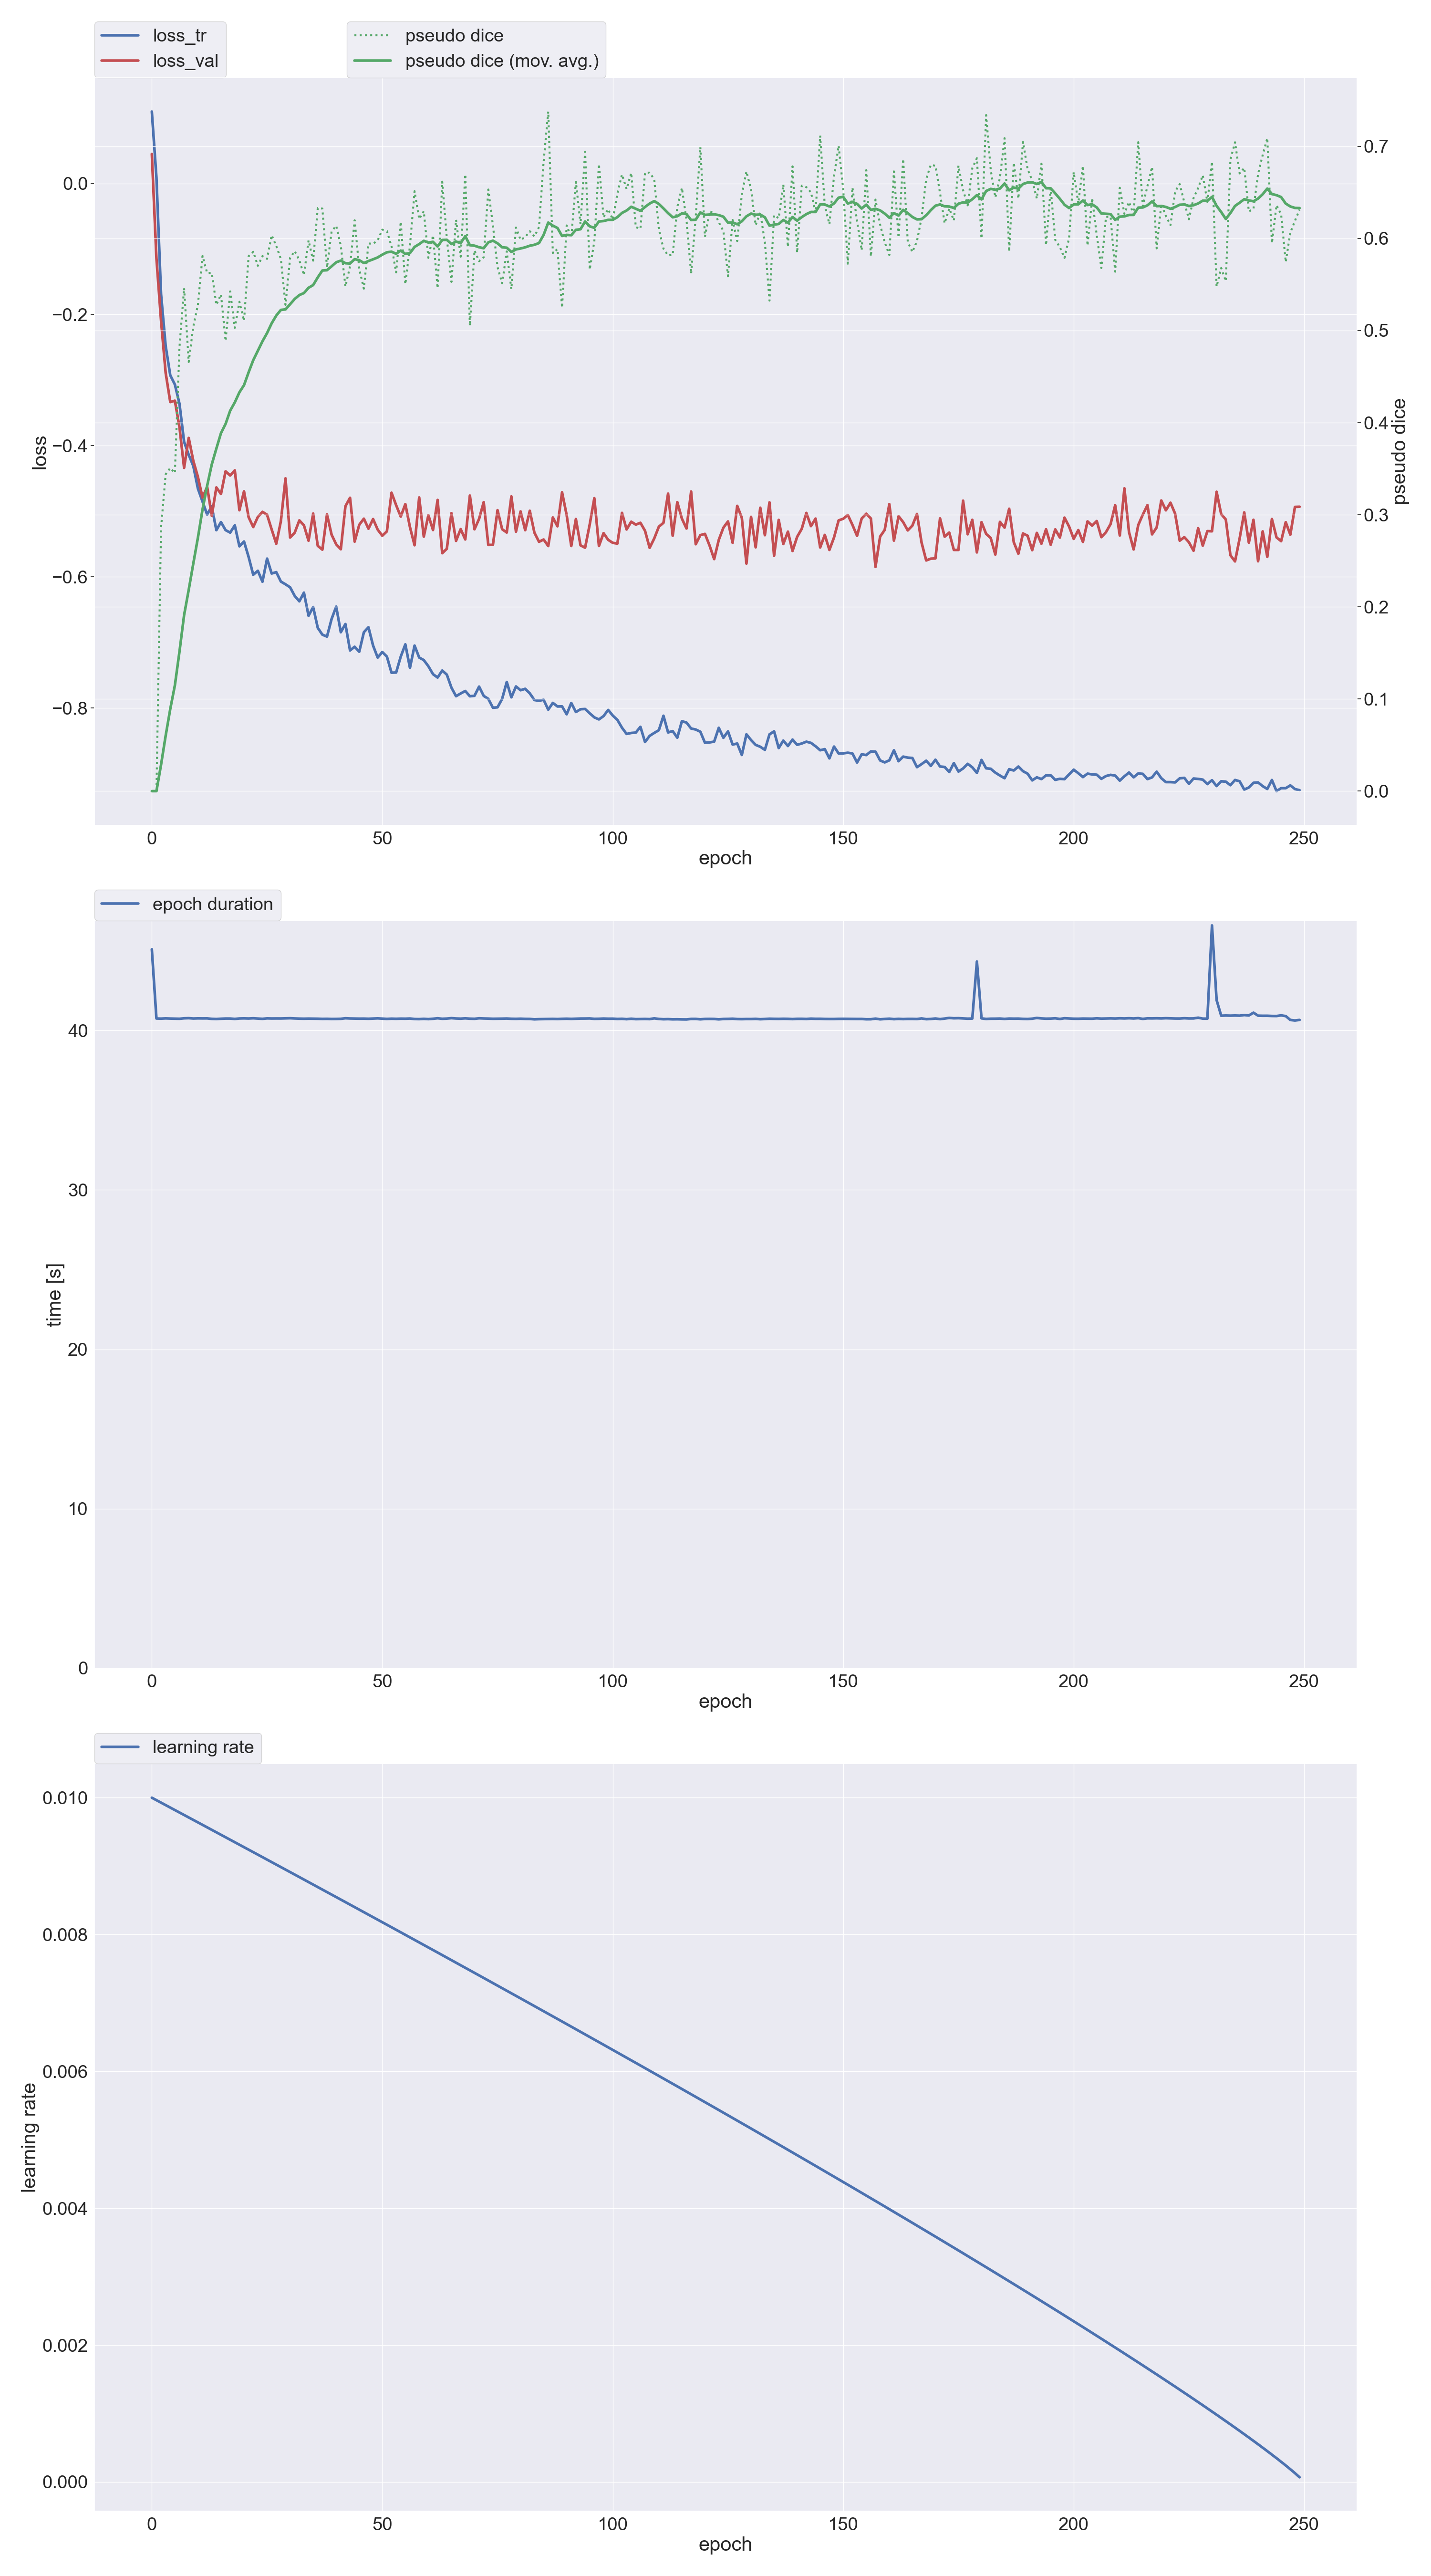 loss_tr
loss_val
pseudo dice
pseudo dice (mov. avg.)
0.0
−0.2
−0.4
−0.6
−0.8
loss
0.7
0.6
0.5
0.4
0.3
0.2
0.1
0.0
pseudo dice
0 50 100 150 200 250
epoch
epoch duration
40
30
20
10
0
time [s]
0 50 100 150 200 250
epoch
learning rate
0.010
0.008
0.006
0.004
0.002
0.000
learning rate
0 50 100 150 200 250
epoch